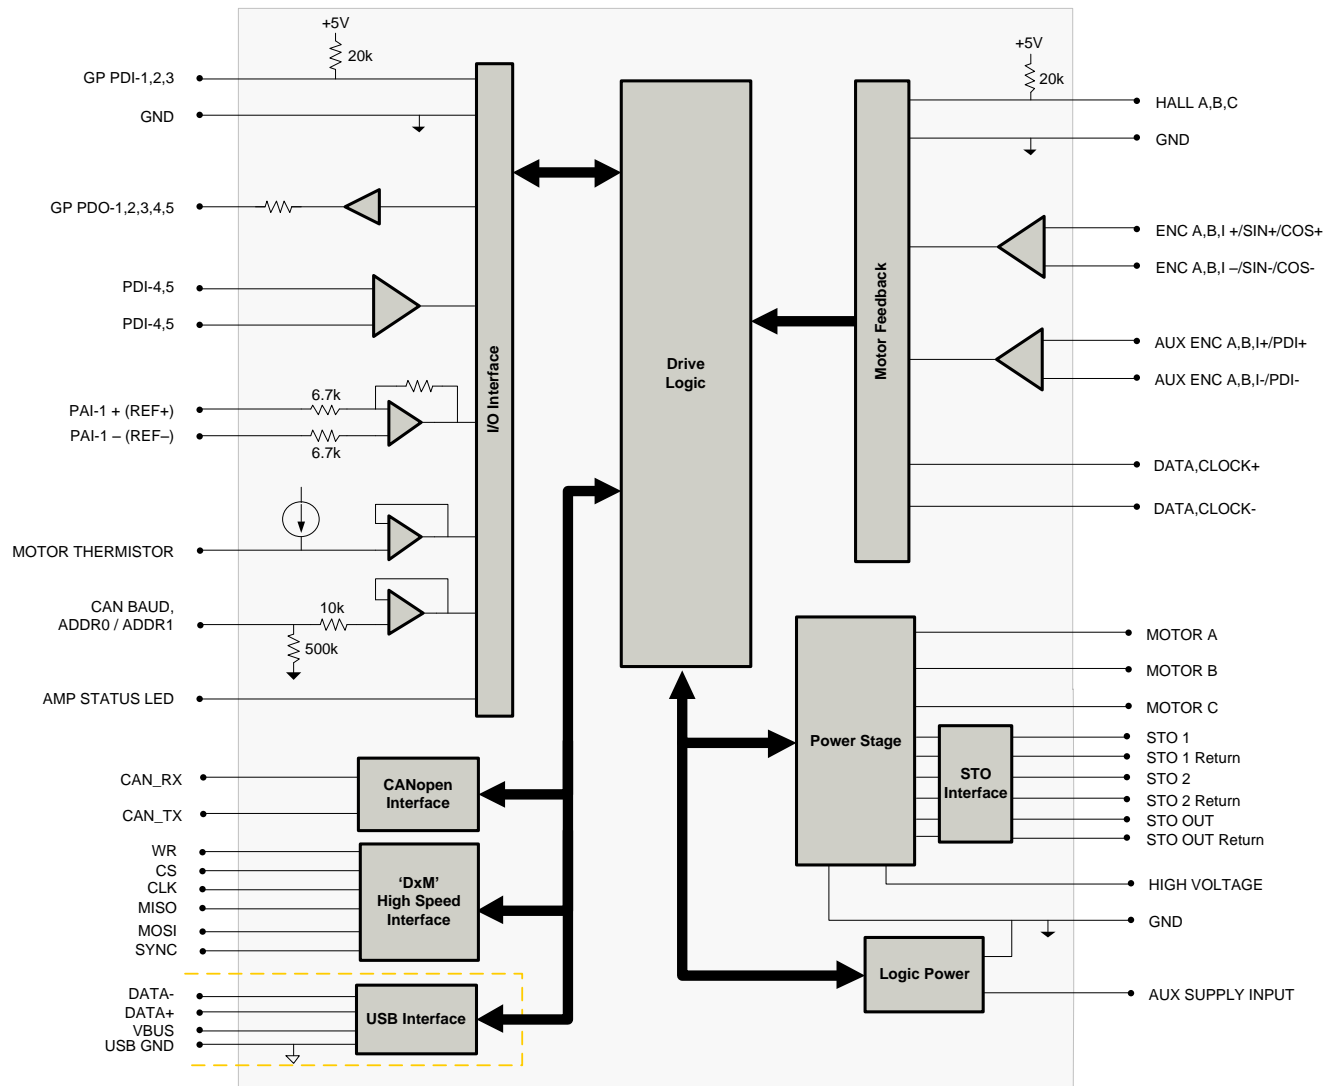 +5V
20k
GP PDI-1,2,3
GND
GP PDO-1,2,3,4,5
PDI-4,5
PDI-4,5
6.7k
PAI-1 + (REF+)
PAI-1 – (REF–)
6.7k
MOTOR THERMISTOR
CAN BAUD,
ADDR0 / ADDR1
10k
500k
AMP STATUS LED
I/O Interface
CAN_RX
CAN_TX
CANopen
Interface
WR
CS
CLK
MISO
MOSI
SYNC
‘DxM’
High Speed
Interface
DATA-
DATA+
VBUS
USB GND
USB Interface
Drive
Logic
Motor Feedback
+5V
20k
HALL A,B,C
GND
ENC A,B,I +/SIN+/COS+
ENC A,B,I –/SIN-/COS-
AUX ENC A,B,I+/PDI+
AUX ENC A,B,I-/PDI-
DATA,CLOCK+
DATA,CLOCK-
Power Stage
MOTOR A
MOTOR B
MOTOR C
STO
Interface
STO 1
STO 1 Return
STO 2
STO 2 Return
STO OUT
STO OUT Return
HIGH VOLTAGE
GND
Logic Power
AUX SUPPLY INPUT